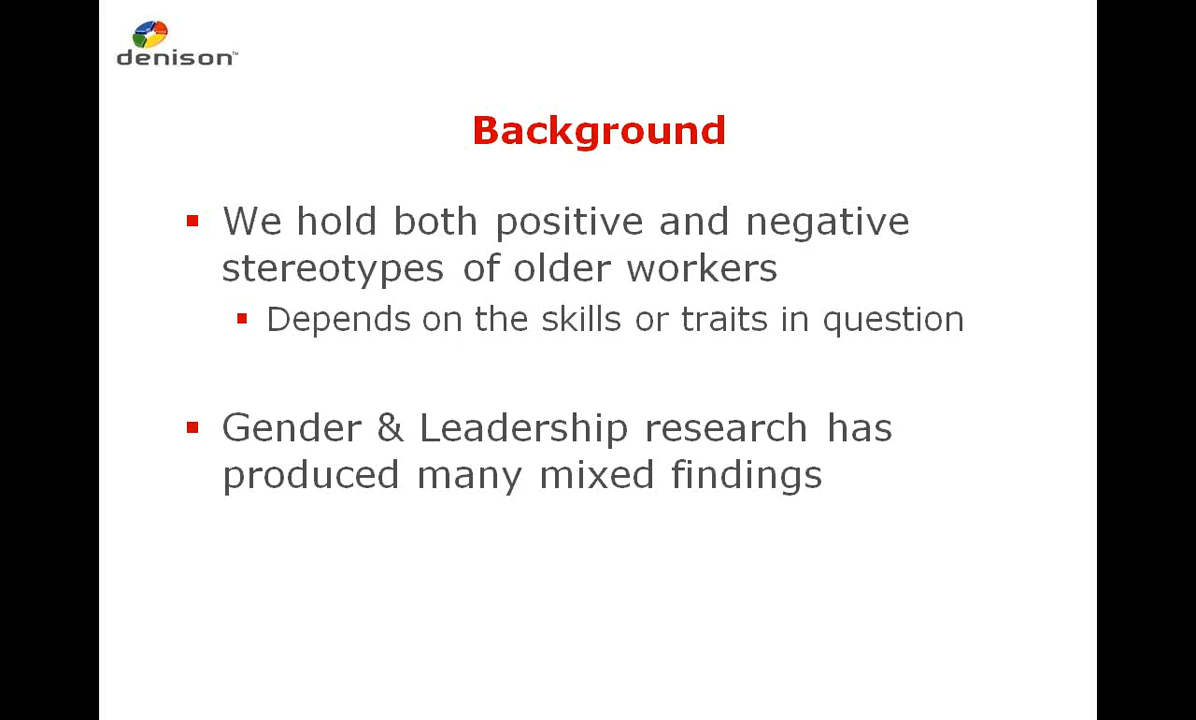 denison™
Background
We hold both positive and negative
stereotypes of older workers
Depends on the skills or traits in question
Gender & Leadership research has
produced many mixed findings